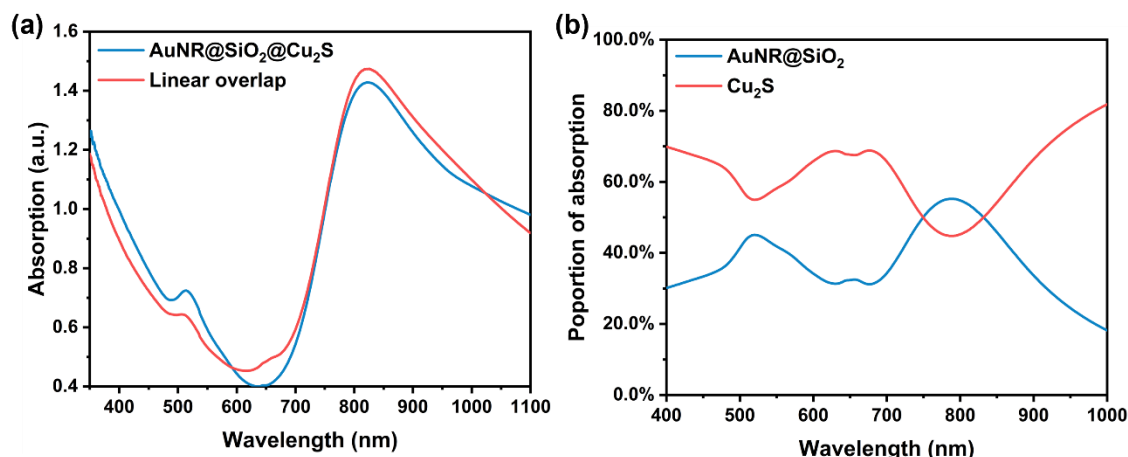 (a)
AuNR@SiO₂@Cu₂S
Linear overlap
Absorption (a.u.)
1.6
1.4
1.2
1.0
0.8
0.6
0.4
400 500 600 700 800 900 1000 1100
Wavelength (nm)
(b)
AuNR@SiO₂
Cu₂S
Poportion of absorption
100.0%
80.0%
60.0%
40.0%
20.0%
0.0%
400 500 600 700 800 900 1000
Wavelength (nm)